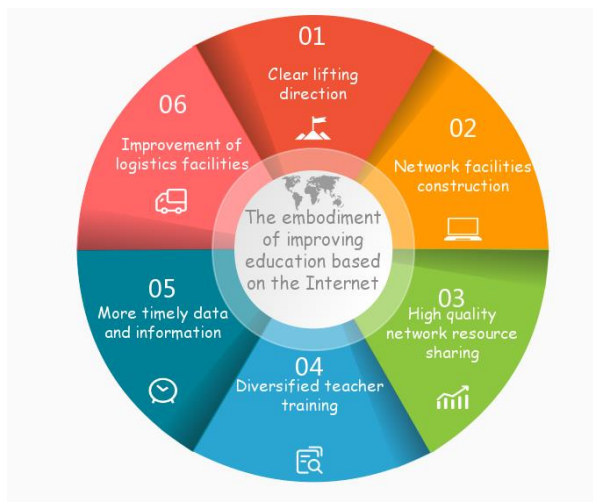 01
Clear lifting
direction
02
Network facilities
construction
03
High quality
network resource
sharing
04
Diversified teacher
training
05
More timely data
and information
06
Improvement of
logistics facilities
The embodiment
of improving
education based
on the Internet